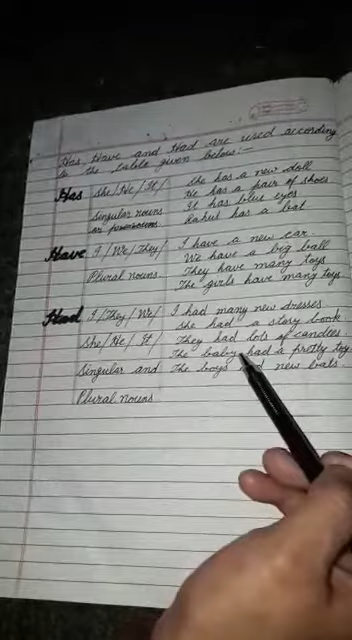 Has, Have and Had are used according
to the table given below:-
Has She/He/It/ She has a new doll
He has a pair of shoes
It has blue eyes
Singular nouns Rahul has a bat
or pronouns
Have I/We/They/ I have a new car.
We have a big ball
Plural nouns They have many toys
The girls have many toys
Had I/They/We/ I had many new dresses
She had a story book
She/He/It They had lots of candies
The baby had a pretty toy
Singular and The boys new bats.
Plural nouns